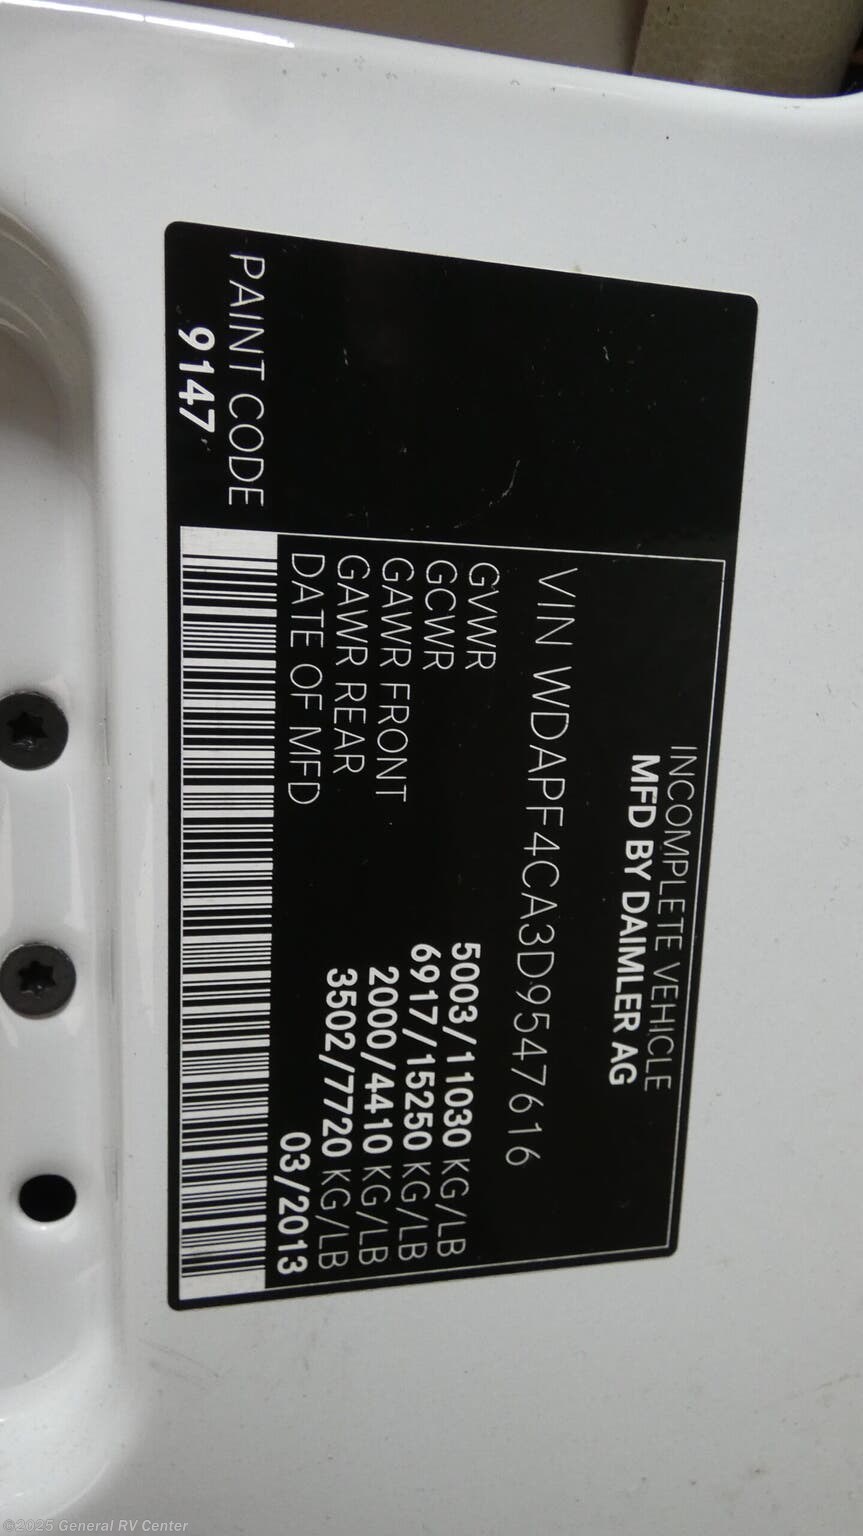 INCOMPLETE VEHICLE
MFD BY DAIMLER AG
VIN WDAPF4CA3D9547616
GVWR 5003/11030 KG/LB
GCWR 6917/15250 KG/LB
GAWR FRONT 2000/4410 KG/LB
GAWR REAR 3502/7720 KG/LB
DATE OF MFD 03/2013
PAINT CODE
9147
©2025 General RV Center